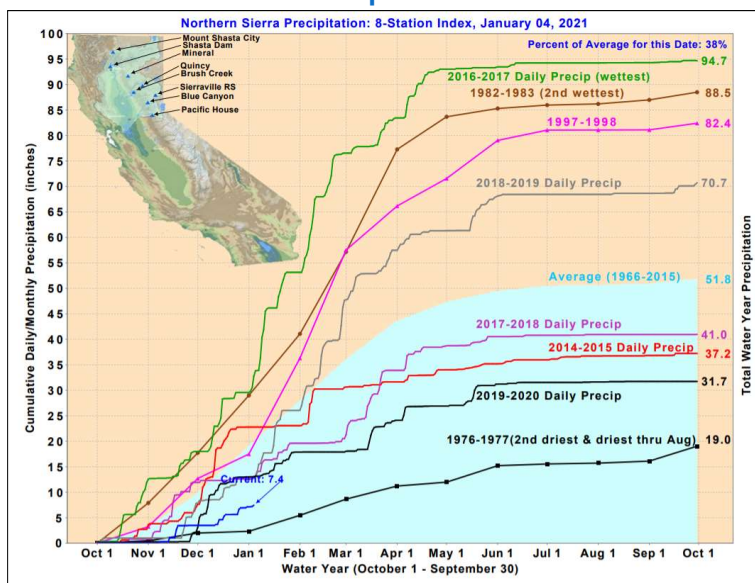 Northern Sierra Precipitation: 8-Station Index, January 04, 2021
Percent of Average for this Date: 38%
Mount Shasta City
Shasta Dam
Mineral
Quincy
Brush Creek
Sierraville RS
Blue Canyon
Pacific House
Cumulative Daily/Monthly Precipitation (inches)
100
95
90
85
80
75
70
65
60
55
50
45
40
35
30
25
20
15
10
5
0
2016-2017 Daily Precip (wettest)
94.7
1982-1983 (2nd wettest)
88.5
1997-1998
82.4
2018-2019 Daily Precip
70.7
Average (1966-2015)
51.8
2017-2018 Daily Precip
41.0
2014-2015 Daily Precip
37.2
2019-2020 Daily Precip
31.7
1976-1977(2nd driest & driest thru Aug)
19.0
Current: 7.4
Total Water Year Precipitation
Oct 1 Nov 1 Dec 1 Jan 1 Feb 1 Mar 1 Apr 1 May 1 Jun 1 Jul 1 Aug 1 Sep 1 Oct 1
Water Year (October 1 - September 30)